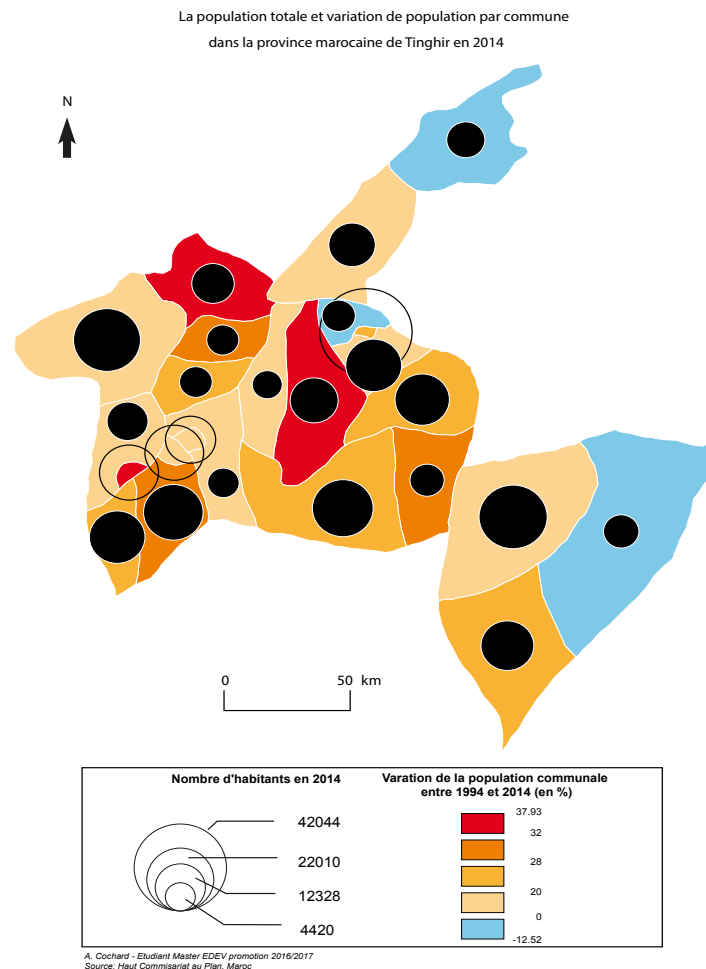 La population totale et variation de population par commune
dans la province marocaine de Tinghir en 2014
N
0 50 km
Nombre d'habitants en 2014
42044
22010
12328
4420
Varation de la population communale
entre 1994 et 2014 (en %)
37.93
32
28
20
0
-12.52
A. Cochard - Etudiant Master EDEV promotion 2016/2017
Source: Haut Commisariat au Plan, Maroc